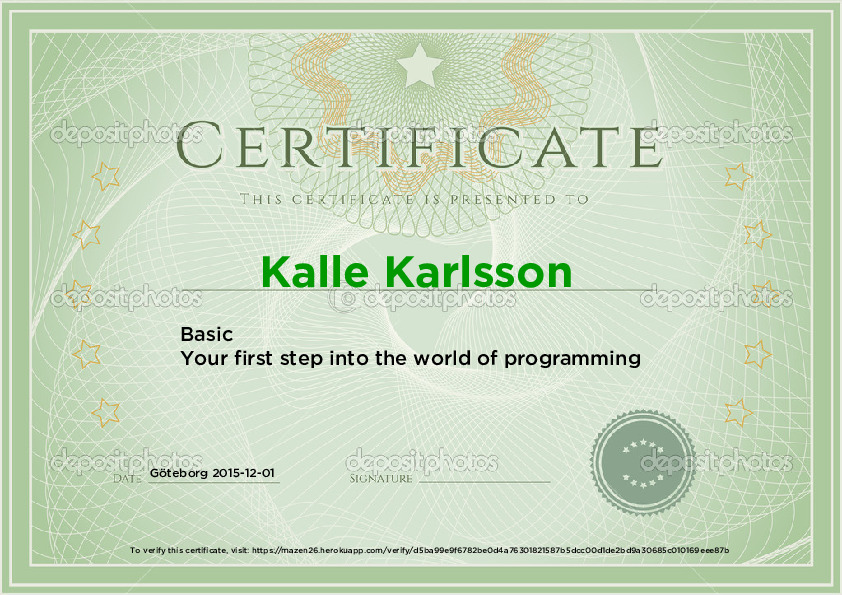 depositphotos depositphotos depositphotos
CERTIFICATE
THIS CERTIFICATE IS PRESENTED TO
Kalle Karlsson
depositphotos © depositphotos depositphotos
Basic
Your first step into the world of programming
depositphotos depositphotos depositphotos
DATE Göteborg 2015-12-01 SIGNATURE
To verify this certificate, visit: https://mazen26.herokuapp.com/verify/d5ba99e9f6782be0d4a76301821587b5dcc00d1de2bd9a30685c010169eee87b